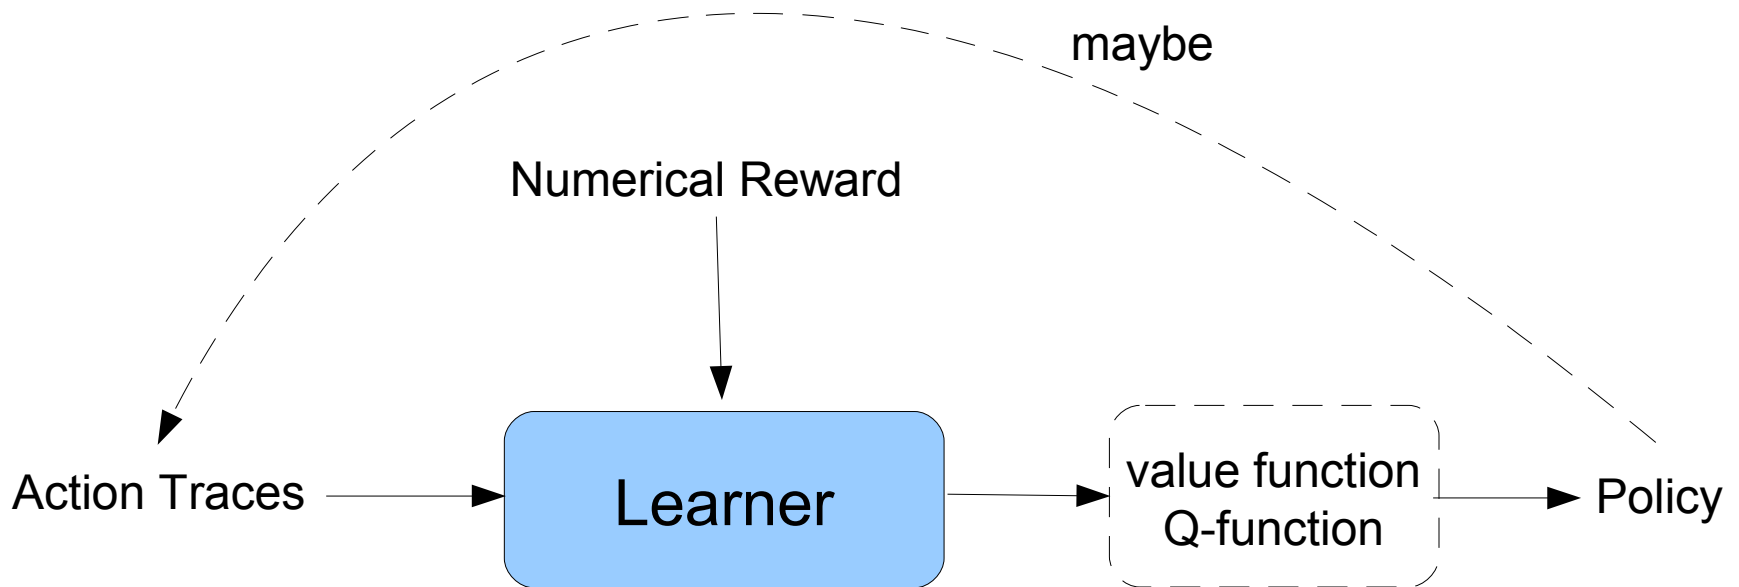 maybe
Numerical Reward
Action Traces
Learner
value function
Q-function
Policy